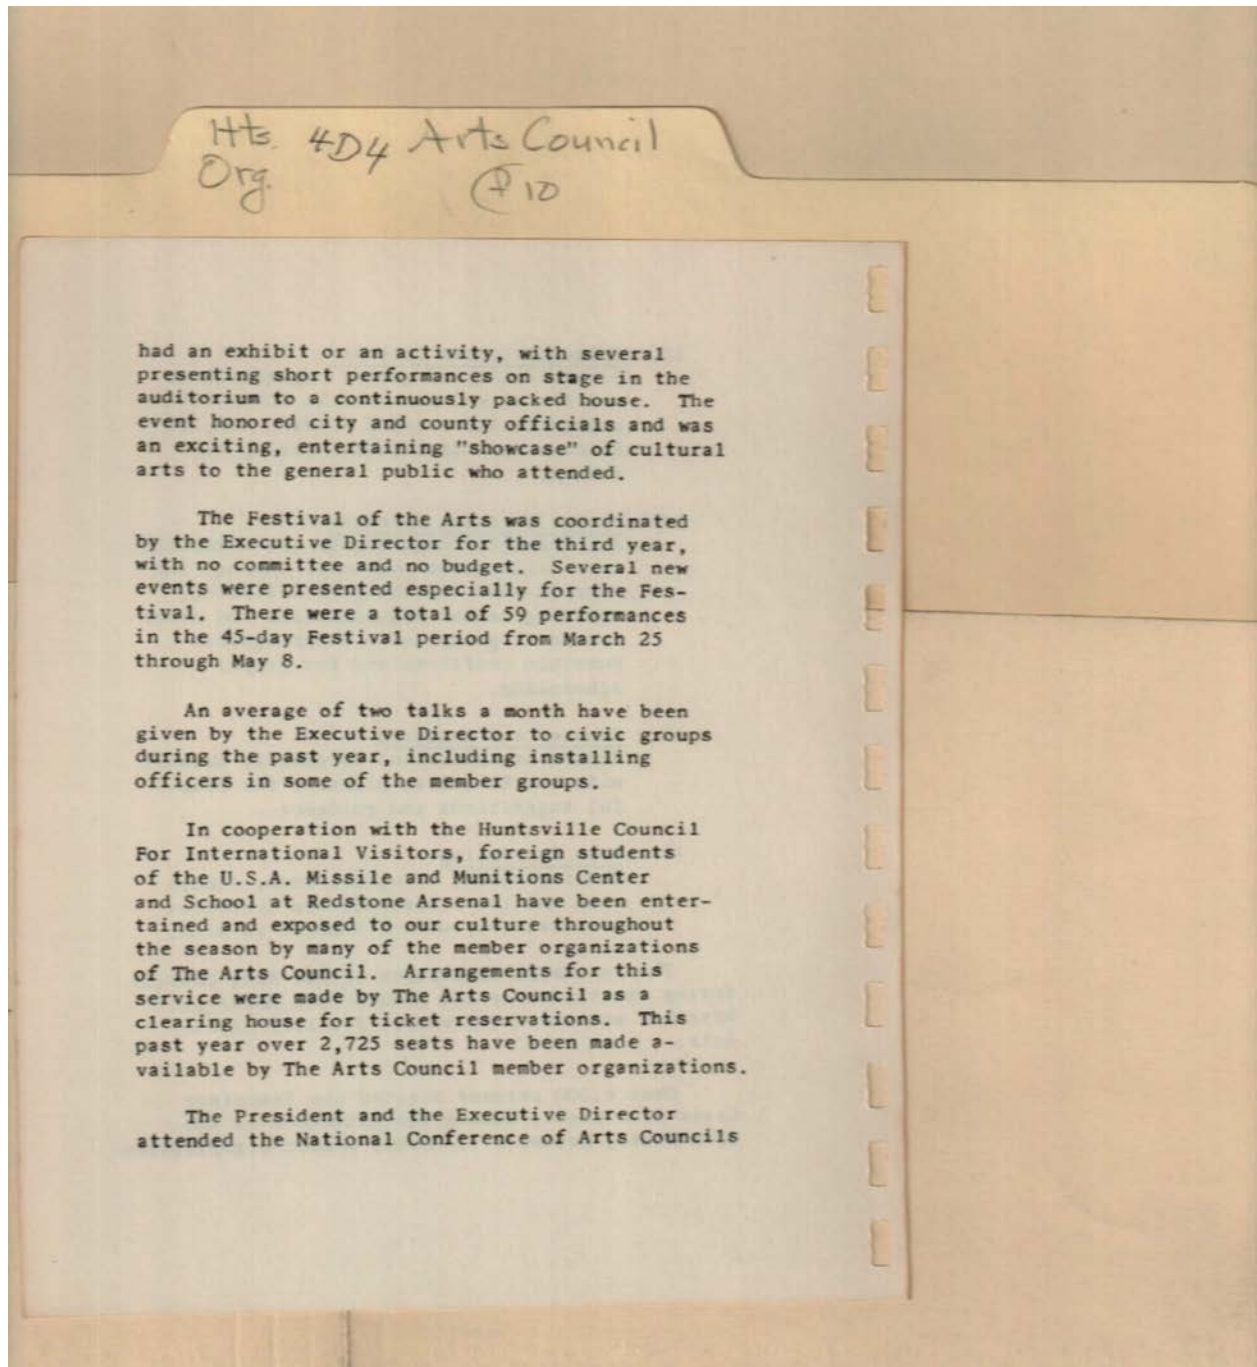 Hts. 4D4 Arts Council
Org. P 10
had an exhibit or an activity, with several
presenting short performances on stage in the
auditorium to a continuously packed house. The
event honored city and county officials and was
an exciting, entertaining "showcase" of cultural
arts to the general public who attended.
The Festival of the Arts was coordinated
by the Executive Director for the third year,
with no committee and no budget. Several new
events were presented especially for the Fes-
tival. There were a total of 59 performances
in the 45-day Festival period from March 25
through May 8.
An average of two talks a month have been
given by the Executive Director to civic groups
during the past year, including installing
officers in some of the member groups.
In cooperation with the Huntsville Council
For International Visitors, foreign students
of the U.S.A. Missile and Munitions Center
and School at Redstone Arsenal have been enter-
tained and exposed to our culture throughout
the season by many of the member organizations
of The Arts Council. Arrangements for this
service were made by The Arts Council as a
clearing house for ticket reservations. This
past year over 2,725 seats have been made a-
vailable by The Arts Council member organizations.
The President and the Executive Director
attended the National Conference of Arts Councils